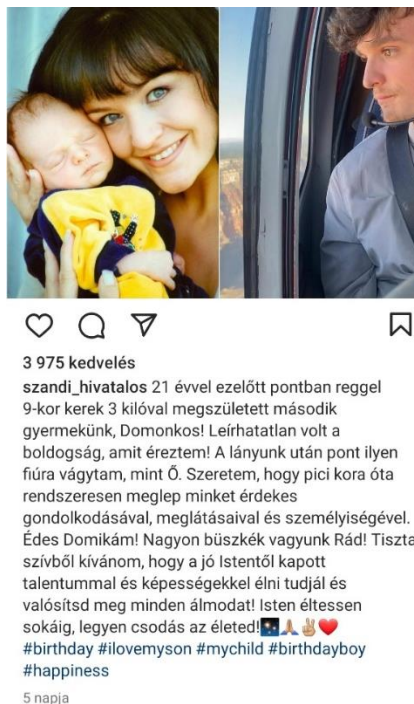 3 975 kedvelés
szandi_hivatalos 21 évvel ezelőtt pontban reggel
9-kor kerek 3 kilóval megszületett második
gyermekünk, Domonkos! Leírhatatlan volt a
boldogság, amit éreztem! A lányunk után pont ilyen
fiúra vágytam, mint Ő. Szeretem, hogy pici kora óta
rendszeresen meglep minket érdekes
gondolkodásával, meglátásaival és személyiségével.
Édes Domikám! Nagyon büszkék vagyunk Rád! Tiszta
szívből kívánom, hogy a jó Istentől kapott
talentummal és képességekkel élni tudjál és
valósítsd meg minden álmodat! Isten éltessen
sokáig, legyen csodás az életed!🎇🙏🏼✌🏼❤️
#birthday #ilovemyson #mychild #birthdayboy
#happiness
5 napja